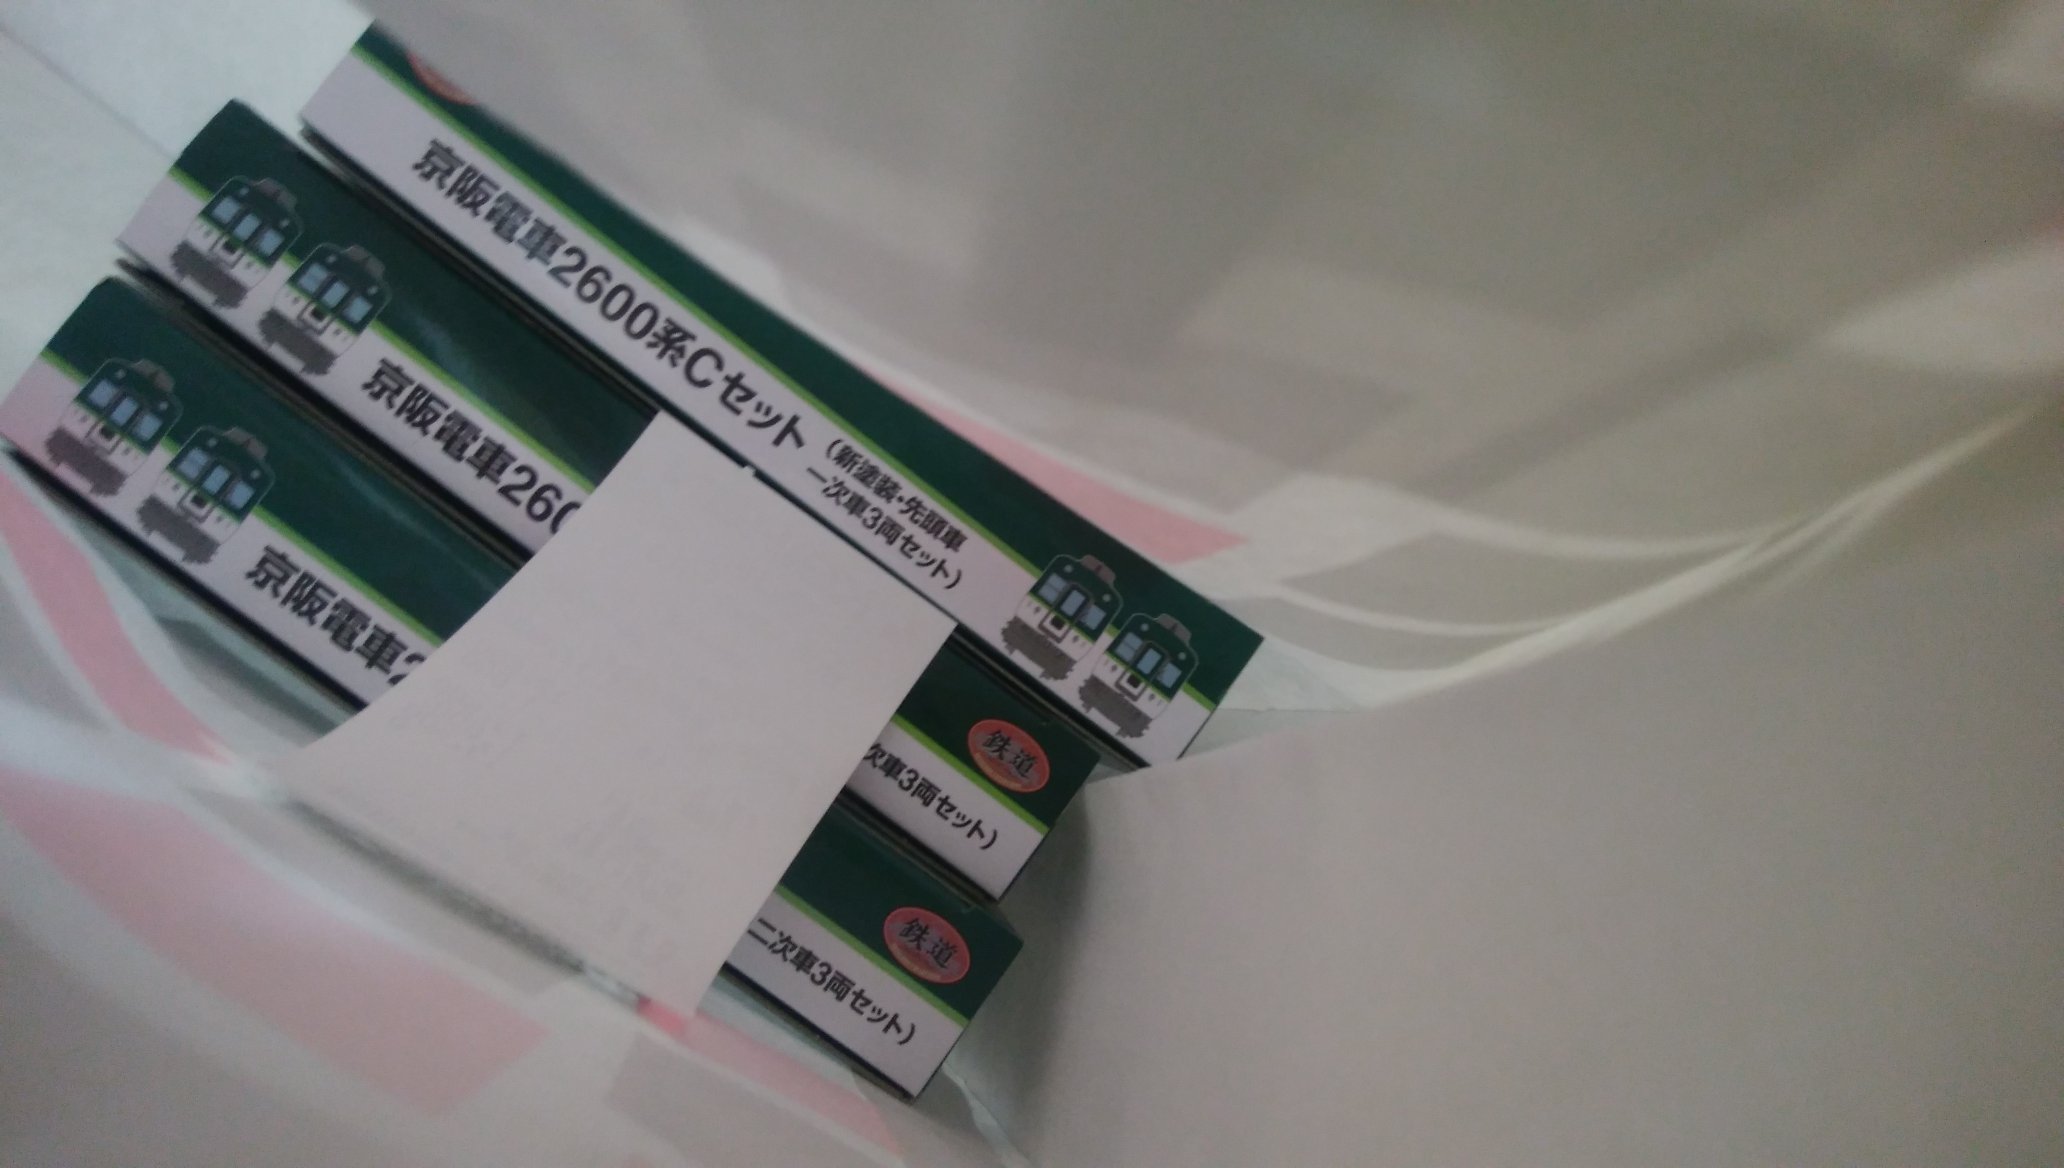 京阪電車2600系Cセット
(新塗装・先頭車
一次車3両セット)
京阪電車260
次車3両セット)
鉄道
京阪電車2
二次車3両セット)
鉄道